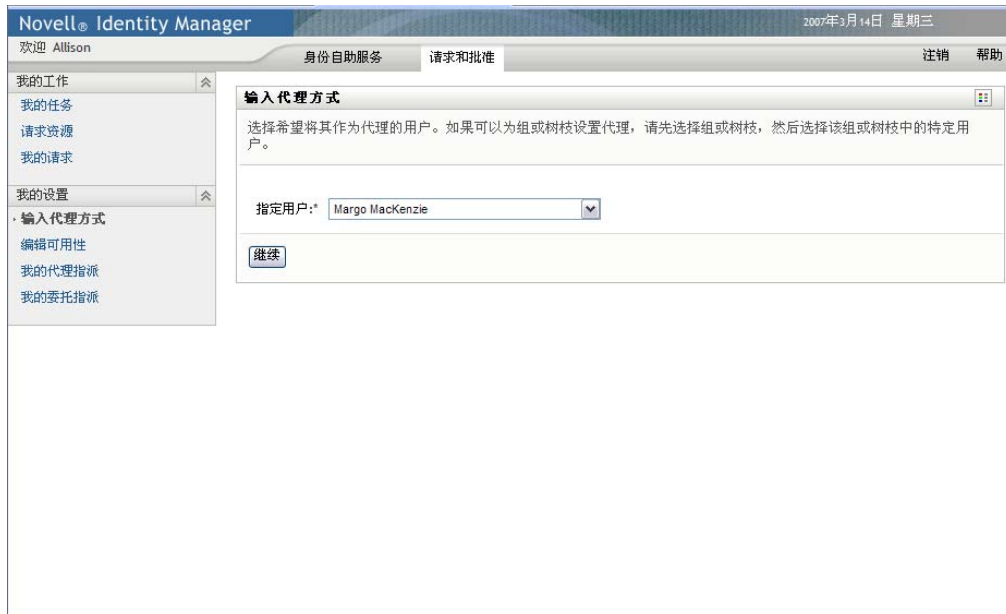 Novell® Identity Manager
2007年3月14日 星期三
欢迎 Allison
身份自助服务
请求和批准
注销
帮助
我的工作
我的任务
请求资源
我的请求
我的设置
输入代理方式
编辑可用性
我的代理指派
我的委托指派
输入代理方式
选择希望将其作为代理的用户。如果可以为组或树枝设置代理，请先选择组或树枝，然后选择该组或树枝中的特定用
户。
指定用户:* Margo MacKenzie
继续